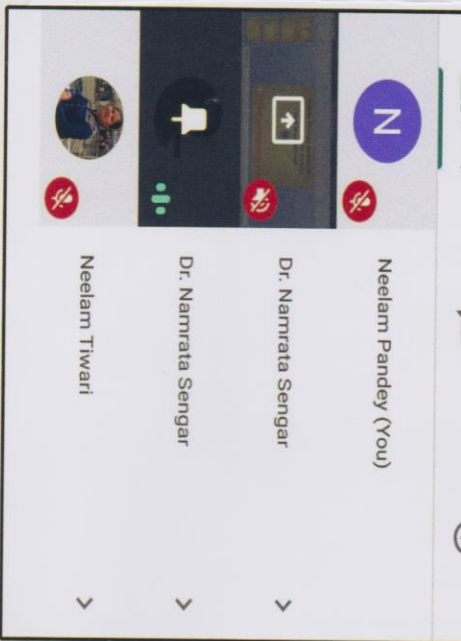 N
Neelam Pandey (You)
Dr. Namrata Sengar
Dr. Namrata Sengar
Neelam Tiwari